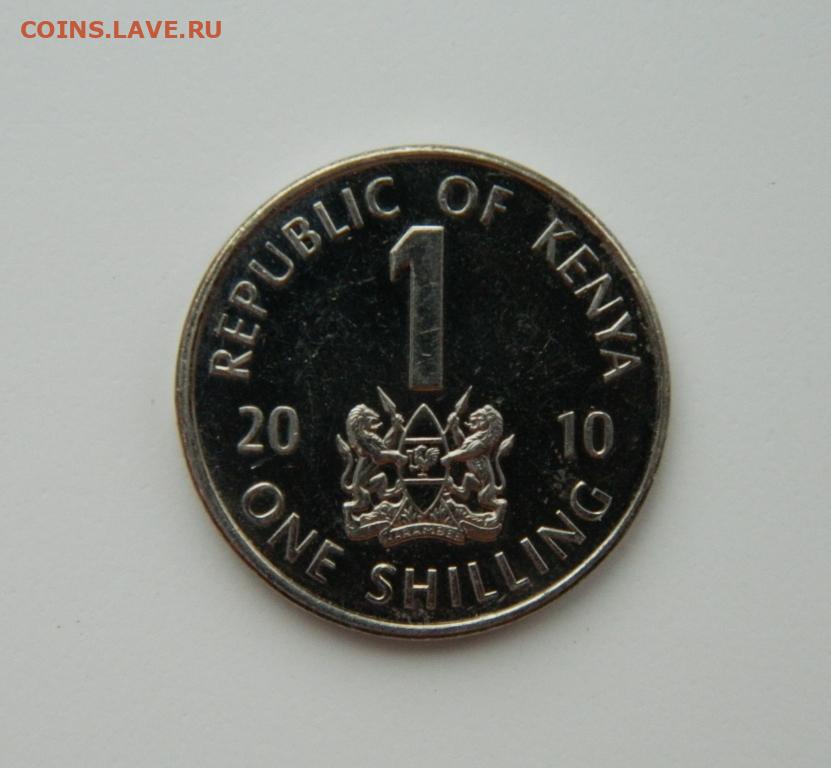 COINS.LAVE.RU
REPUBLIC OF KENYA
1
20 10
HARAMBEE
ONE SHILLING